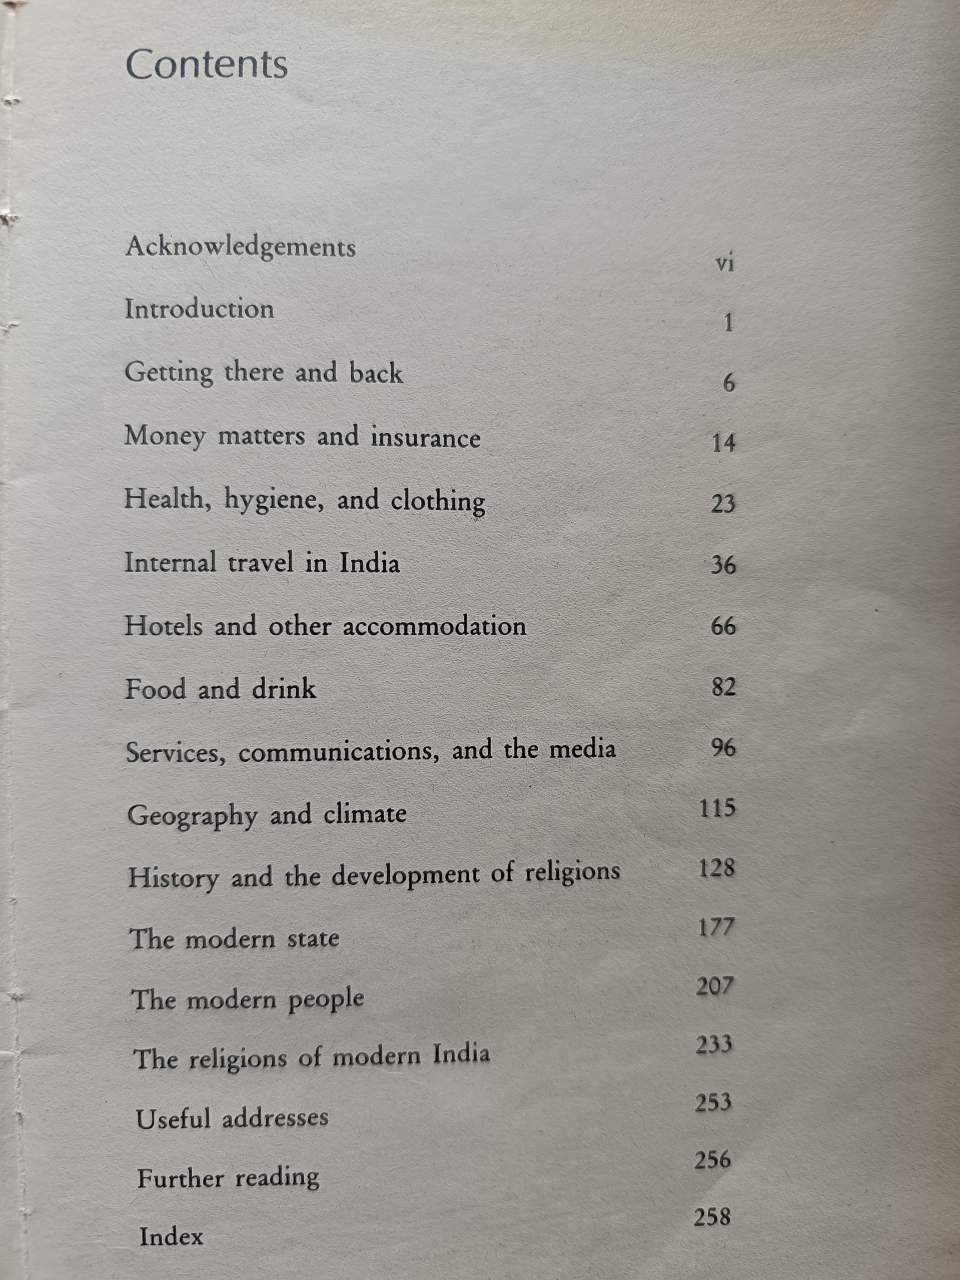 Contents
Acknowledgements vi
Introduction 1
Getting there and back 6
Money matters and insurance 14
Health, hygiene, and clothing 23
Internal travel in India 36
Hotels and other accommodation 66
Food and drink 82
Services, communications, and the media 96
Geography and climate 115
History and the development of religions 128
The modern state 177
The modern people 207
The religions of modern India 233
Useful addresses 253
Further reading 256
Index 258